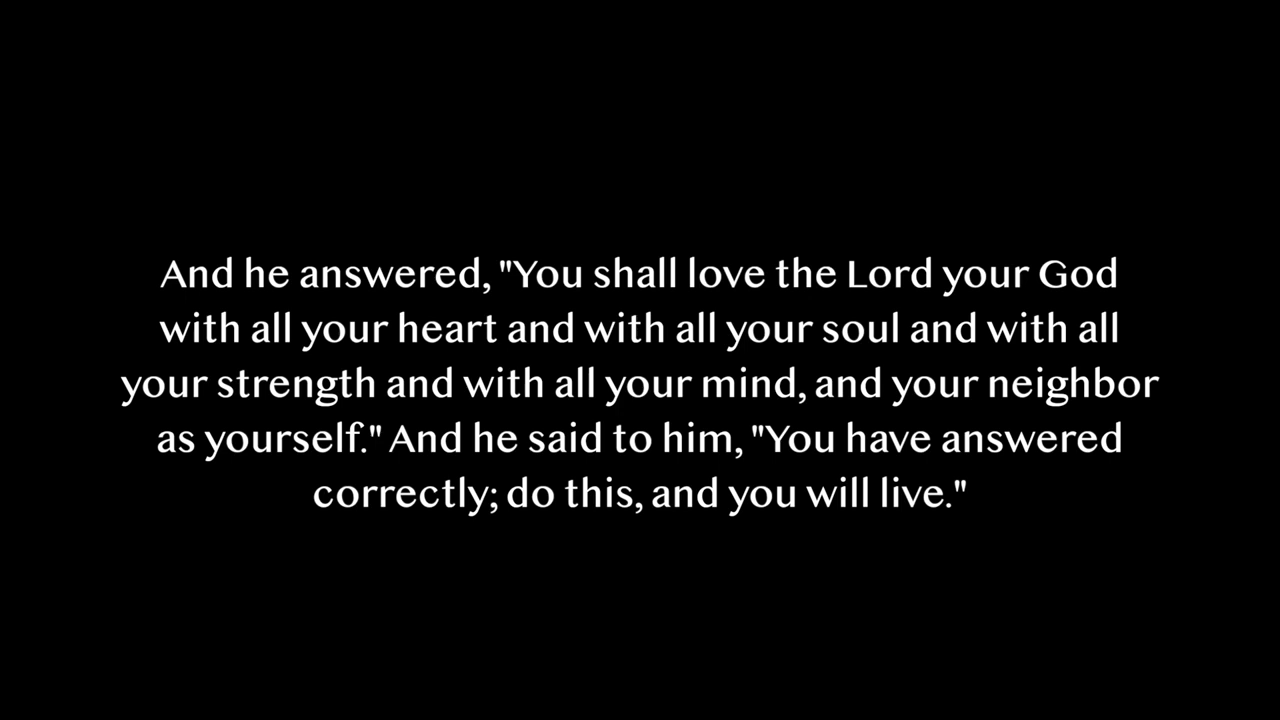 And he answered, "You shall love the Lord your God
with all your heart and with all your soul and with all
your strength and with all your mind, and your neighbor
as yourself." And he said to him, "You have answered
correctly; do this, and you will live."